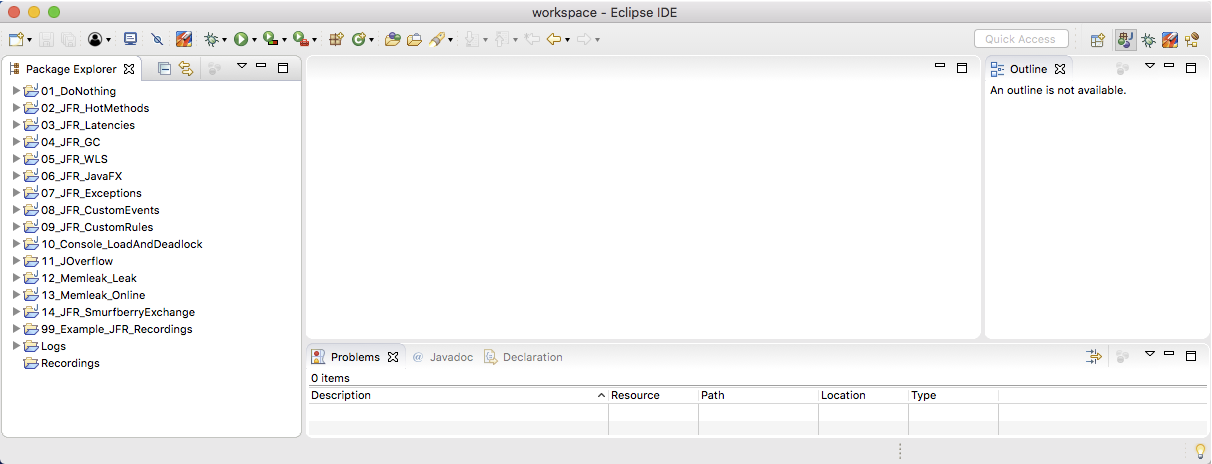 workspace - Eclipse IDE
Quick Access
Package Explorer
01_DoNothing
02_JFR_HotMethods
03_JFR_Latencies
04_JFR_GC
05_JFR_WLS
06_JFR_JavaFX
07_JFR_Exceptions
08_JFR_CustomEvents
09_JFR_CustomRules
10_Console_LoadAndDeadlock
11_JOverflow
12_Memleak_Leak
13_Memleak_Online
14_JFR_SmurfberryExchange
99_Example_JFR_Recordings
Logs
Recordings
Outline
An outline is not available.
Problems @ Javadoc Declaration
0 items
Description Resource Path Location Type